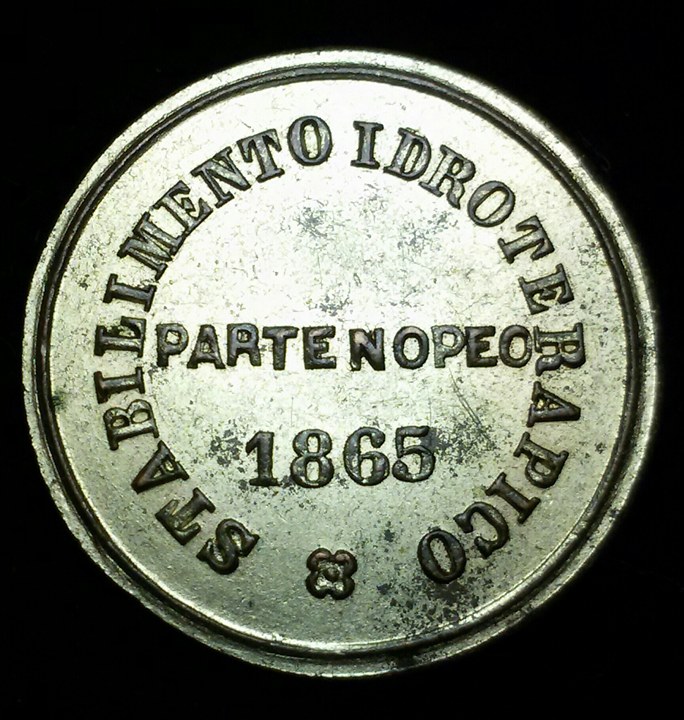 STABILIMENTO IDROTERAPICO
PARTENOPEO
1865